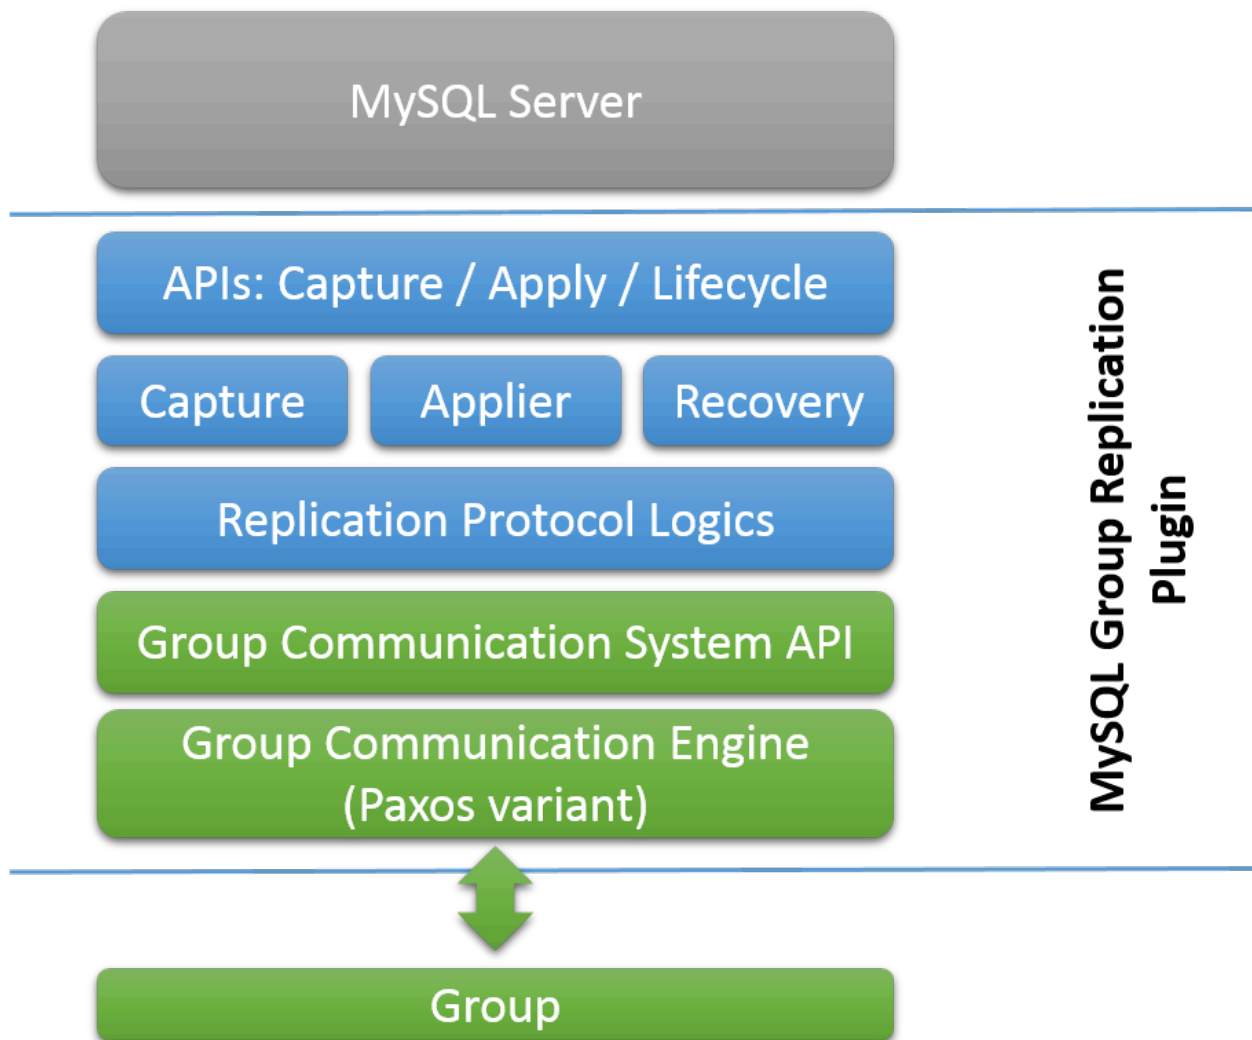 MySQL Server
APIs: Capture / Apply / Lifecycle
Capture
Applier
Recovery
Replication Protocol Logics
Group Communication System API
Group Communication Engine
(Paxos variant)
Group
MySQL Group Replication
Plugin